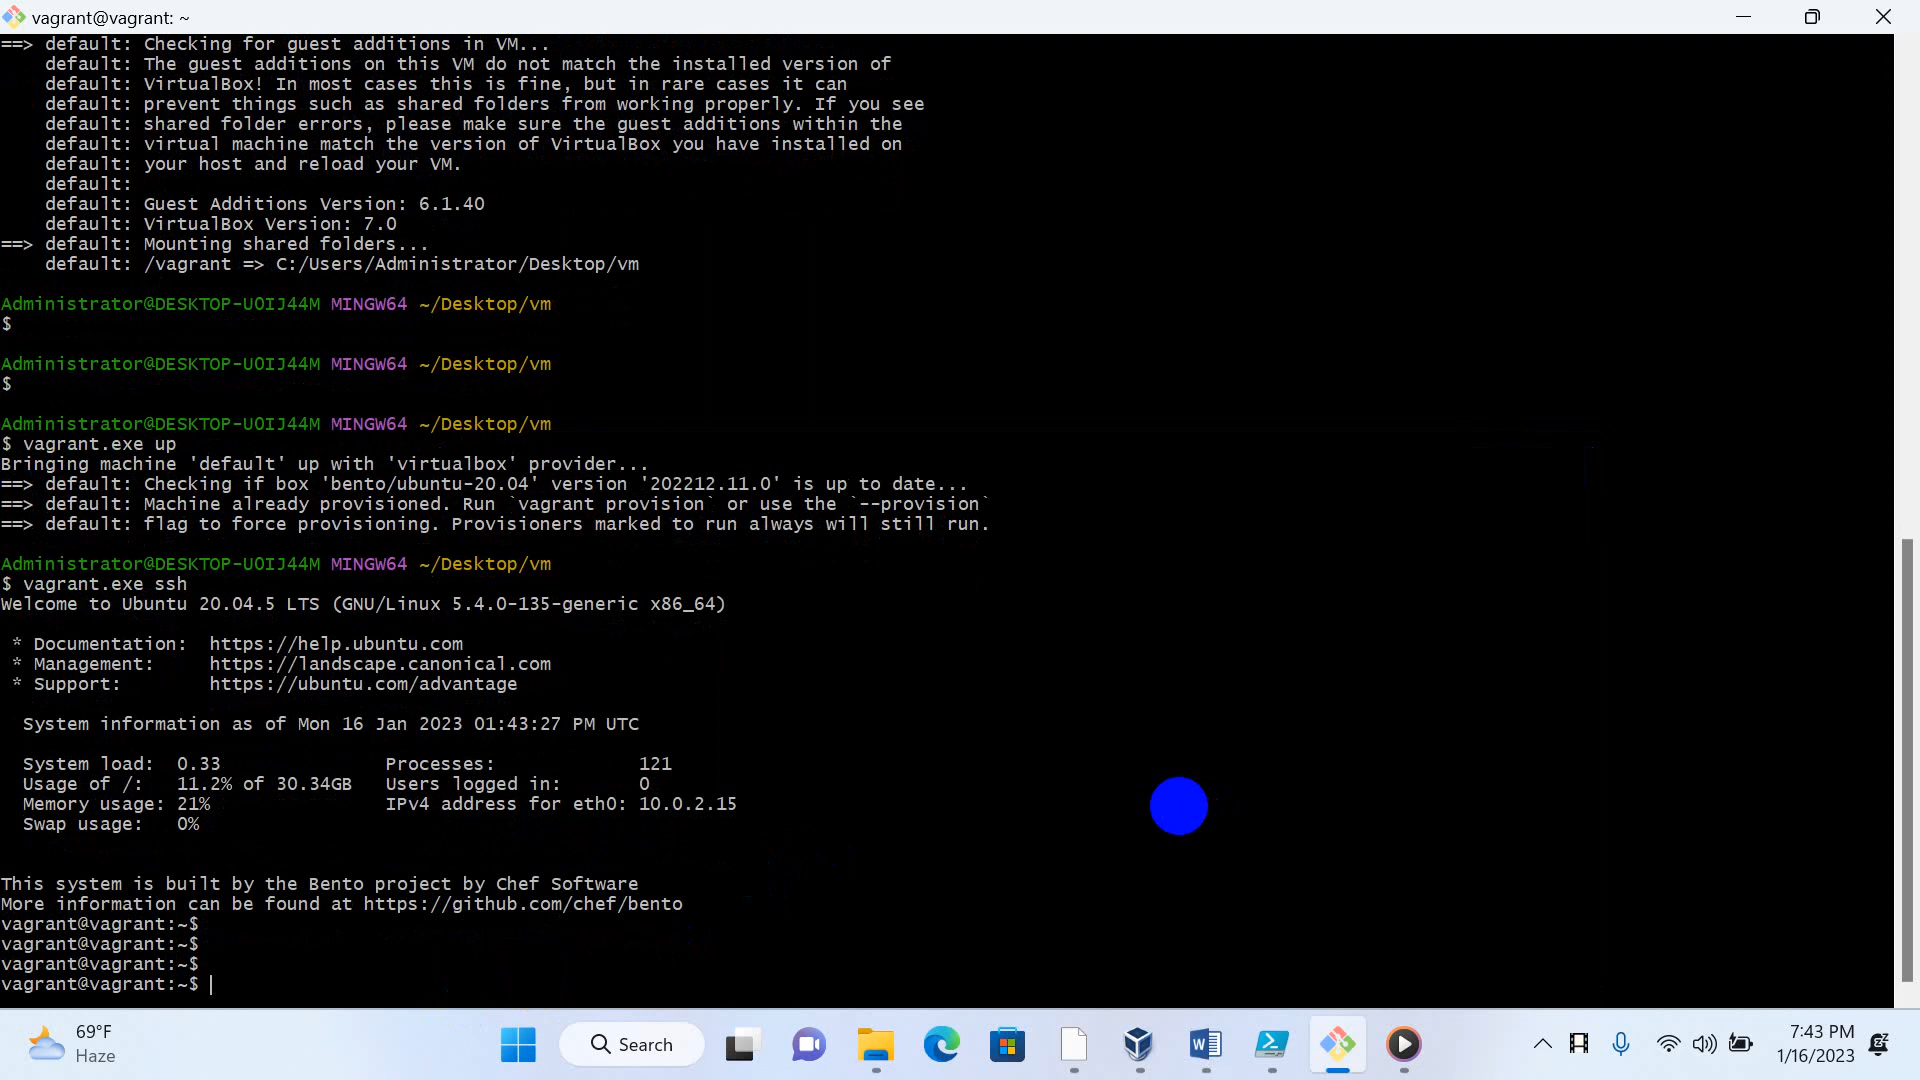 vagrant@vagrant: ~
==> default: Checking for guest additions in VM...
    default: The guest additions on this VM do not match the installed version of
    default: VirtualBox! In most cases this is fine, but in rare cases it can
    default: prevent things such as shared folders from working properly. If you see
    default: shared folder errors, please make sure the guest additions within the
    default: virtual machine match the version of VirtualBox you have installed on
    default: your host and reload your VM.
    default:
    default: Guest Additions Version: 6.1.40
    default: VirtualBox Version: 7.0
==> default: Mounting shared folders...
    default: /vagrant => C:/Users/Administrator/Desktop/vm
Administrator@DESKTOP-UOIJ44M MINGW64 ~/Desktop/vm
$
Administrator@DESKTOP-UOIJ44M MINGW64 ~/Desktop/vm
$
Administrator@DESKTOP-UOIJ44M MINGW64 ~/Desktop/vm
$ vagrant.exe up
Bringing machine 'default' up with 'virtualbox' provider...
==> default: Checking if box 'bento/ubuntu-20.04' version '202212.11.0' is up to date...
==> default: Machine already provisioned. Run `vagrant provision` or use the `--provision`
==> default: flag to force provisioning. Provisioners marked to run always will still run.
Administrator@DESKTOP-UOIJ44M MINGW64 ~/Desktop/vm
$ vagrant.exe ssh
Welcome to Ubuntu 20.04.5 LTS (GNU/Linux 5.4.0-135-generic x86_64)
 * Documentation:  https://help.ubuntu.com
 * Management:     https://landscape.canonical.com
 * Support:        https://ubuntu.com/advantage
  System information as of Mon 16 Jan 2023 01:43:27 PM UTC
  System load:  0.33               Processes:             121
  Usage of /:   11.2% of 30.34GB   Users logged in:       0
  Memory usage: 21%                IPv4 address for eth0: 10.0.2.15
  Swap usage:   0%
This system is built by the Bento project by Chef Software
More information can be found at https://github.com/chef/bento
vagrant@vagrant:~$
vagrant@vagrant:~$
vagrant@vagrant:~$
vagrant@vagrant:~$
69°F
Haze
Search
7:43 PM
1/16/2023